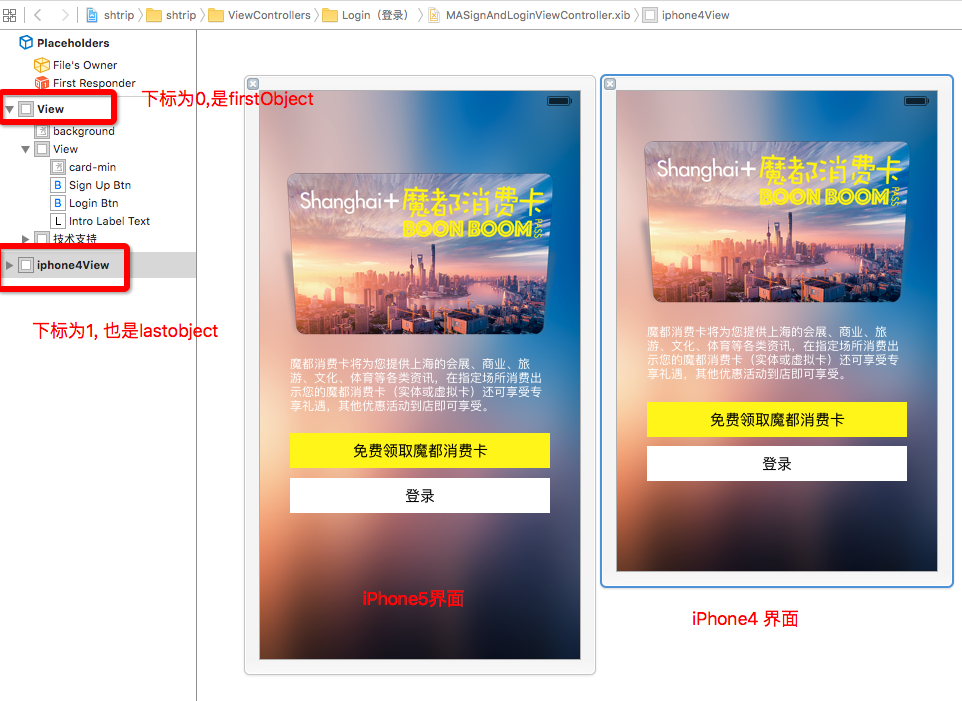 shtrip
shtrip
ViewControllers
Login（登录）
MASignAndLoginViewController.xib
iphone4View
Placeholders
File's Owner
First Responder
View
下标为0,是firstObject
background
View
card-min
B Sign Up Btn
B Login Btn
L Intro Label Text
技术支持
iphone4View
下标为1, 也是lastobject
Shanghai+魔都消费卡
BOON BOOM PASS
魔都消费卡将为您提供上海的会展、商业、旅
游、文化、体育等各类资讯，在指定场所消费出
示您的魔都消费卡（实体或虚拟卡）还可享受专
享礼遇，其他优惠活动到店即可享受。
免费领取魔都消费卡
登录
iPhone5界面
Shanghai+魔都消费卡
BOON BOOM PASS
魔都消费卡将为您提供上海的会展、商业、旅
游、文化、体育等各类资讯，在指定场所消费出
示您的魔都消费卡（实体或虚拟卡）还可享受专
享礼遇，其他优惠活动到店即可享受。
免费领取魔都消费卡
登录
iPhone4 界面